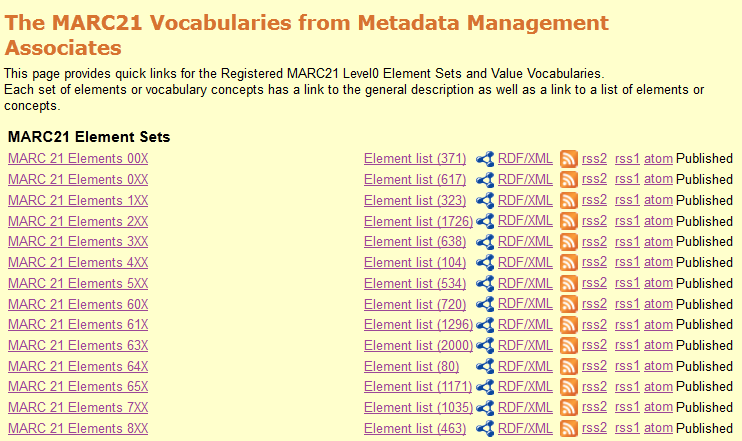 The MARC21 Vocabularies from Metadata Management
Associates
This page provides quick links for the Registered MARC21 Level0 Element Sets and Value Vocabularies.
Each set of elements or vocabulary concepts has a link to the general description as well as a link to a list of elements or
concepts.
MARC21 Element Sets
MARC 21 Elements 00X Element list (371) RDF/XML rss2 rss1 atom Published
MARC 21 Elements 0XX Element list (617) RDF/XML rss2 rss1 atom Published
MARC 21 Elements 1XX Element list (323) RDF/XML rss2 rss1 atom Published
MARC 21 Elements 2XX Element list (1726) RDF/XML rss2 rss1 atom Published
MARC 21 Elements 3XX Element list (638) RDF/XML rss2 rss1 atom Published
MARC 21 Elements 4XX Element list (104) RDF/XML rss2 rss1 atom Published
MARC 21 Elements 5XX Element list (534) RDF/XML rss2 rss1 atom Published
MARC 21 Elements 60X Element list (720) RDF/XML rss2 rss1 atom Published
MARC 21 Elements 61X Element list (1296) RDF/XML rss2 rss1 atom Published
MARC 21 Elements 63X Element list (2000) RDF/XML rss2 rss1 atom Published
MARC 21 Elements 64X Element list (80) RDF/XML rss2 rss1 atom Published
MARC 21 Elements 65X Element list (1171) RDF/XML rss2 rss1 atom Published
MARC 21 Elements 7XX Element list (1035) RDF/XML rss2 rss1 atom Published
MARC 21 Elements 8XX Element list (463) RDF/XML rss2 rss1 atom Published